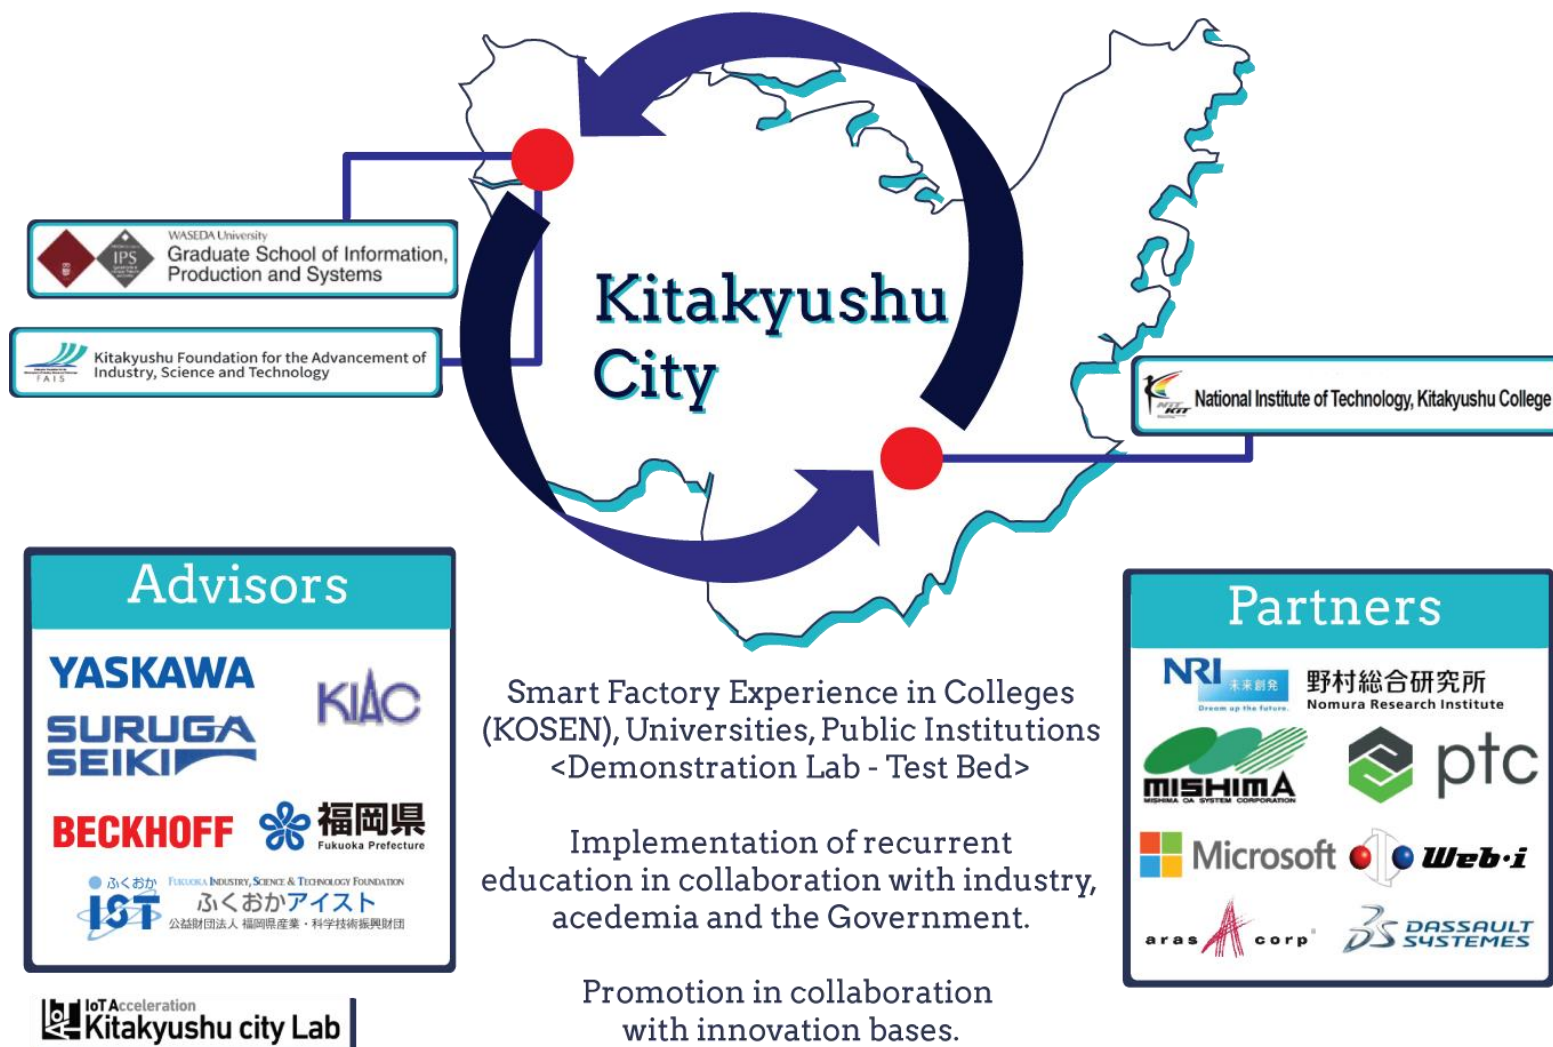 WASEDA University
IPS
Graduate School of Information,
Production and Systems
FAIS
Kitakyushu Foundation for the Advancement of
Industry, Science and Technology
Kitakyushu
City
NIT
KIT
National Institute of Technology, Kitakyushu College
Advisors
YASKAWA
KIAC
SURUGA
SEIKI
BECKHOFF
福岡県
Fukuoka Prefecture
ふくおか
IST
FUKUOKA INDUSTRY, SCIENCE & TECHNOLOGY FOUNDATION
ふくおかアイスト
公益財団法人 福岡県産業・科学技術振興財団
IoT Acceleration
Kitakyushu city Lab
Smart Factory Experience in Colleges
(KOSEN), Universities, Public Institutions
<Demonstration Lab - Test Bed>
Implementation of recurrent
education in collaboration with industry,
acedemia and the Government.
Promotion in collaboration
with innovation bases.
Partners
NRI
未来創発
Dream up the future.
野村総合研究所
Nomura Research Institute
MISHIMA
MISHIMA OA SYSTEM CORPORATION
ptc
Microsoft
Web·i
aras corp
DASSAULT
SYSTEMES